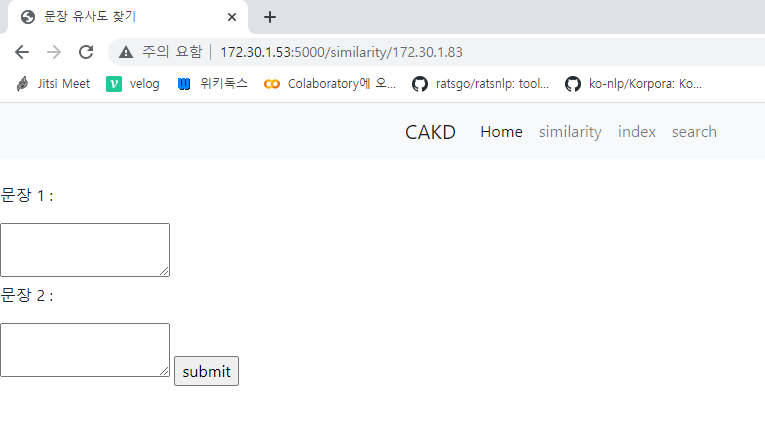 문장 유사도 찾기
주의 요함 172.30.1.53:5000/similarity/172.30.1.83
Jitsi Meet velog 위키독스 Colaboratory에 오... ratsgo/ratsnlp: tool... ko-nlp/Korpora: Ko...
CAKD Home similarity index search
문장 1 :
문장 2 :
submit